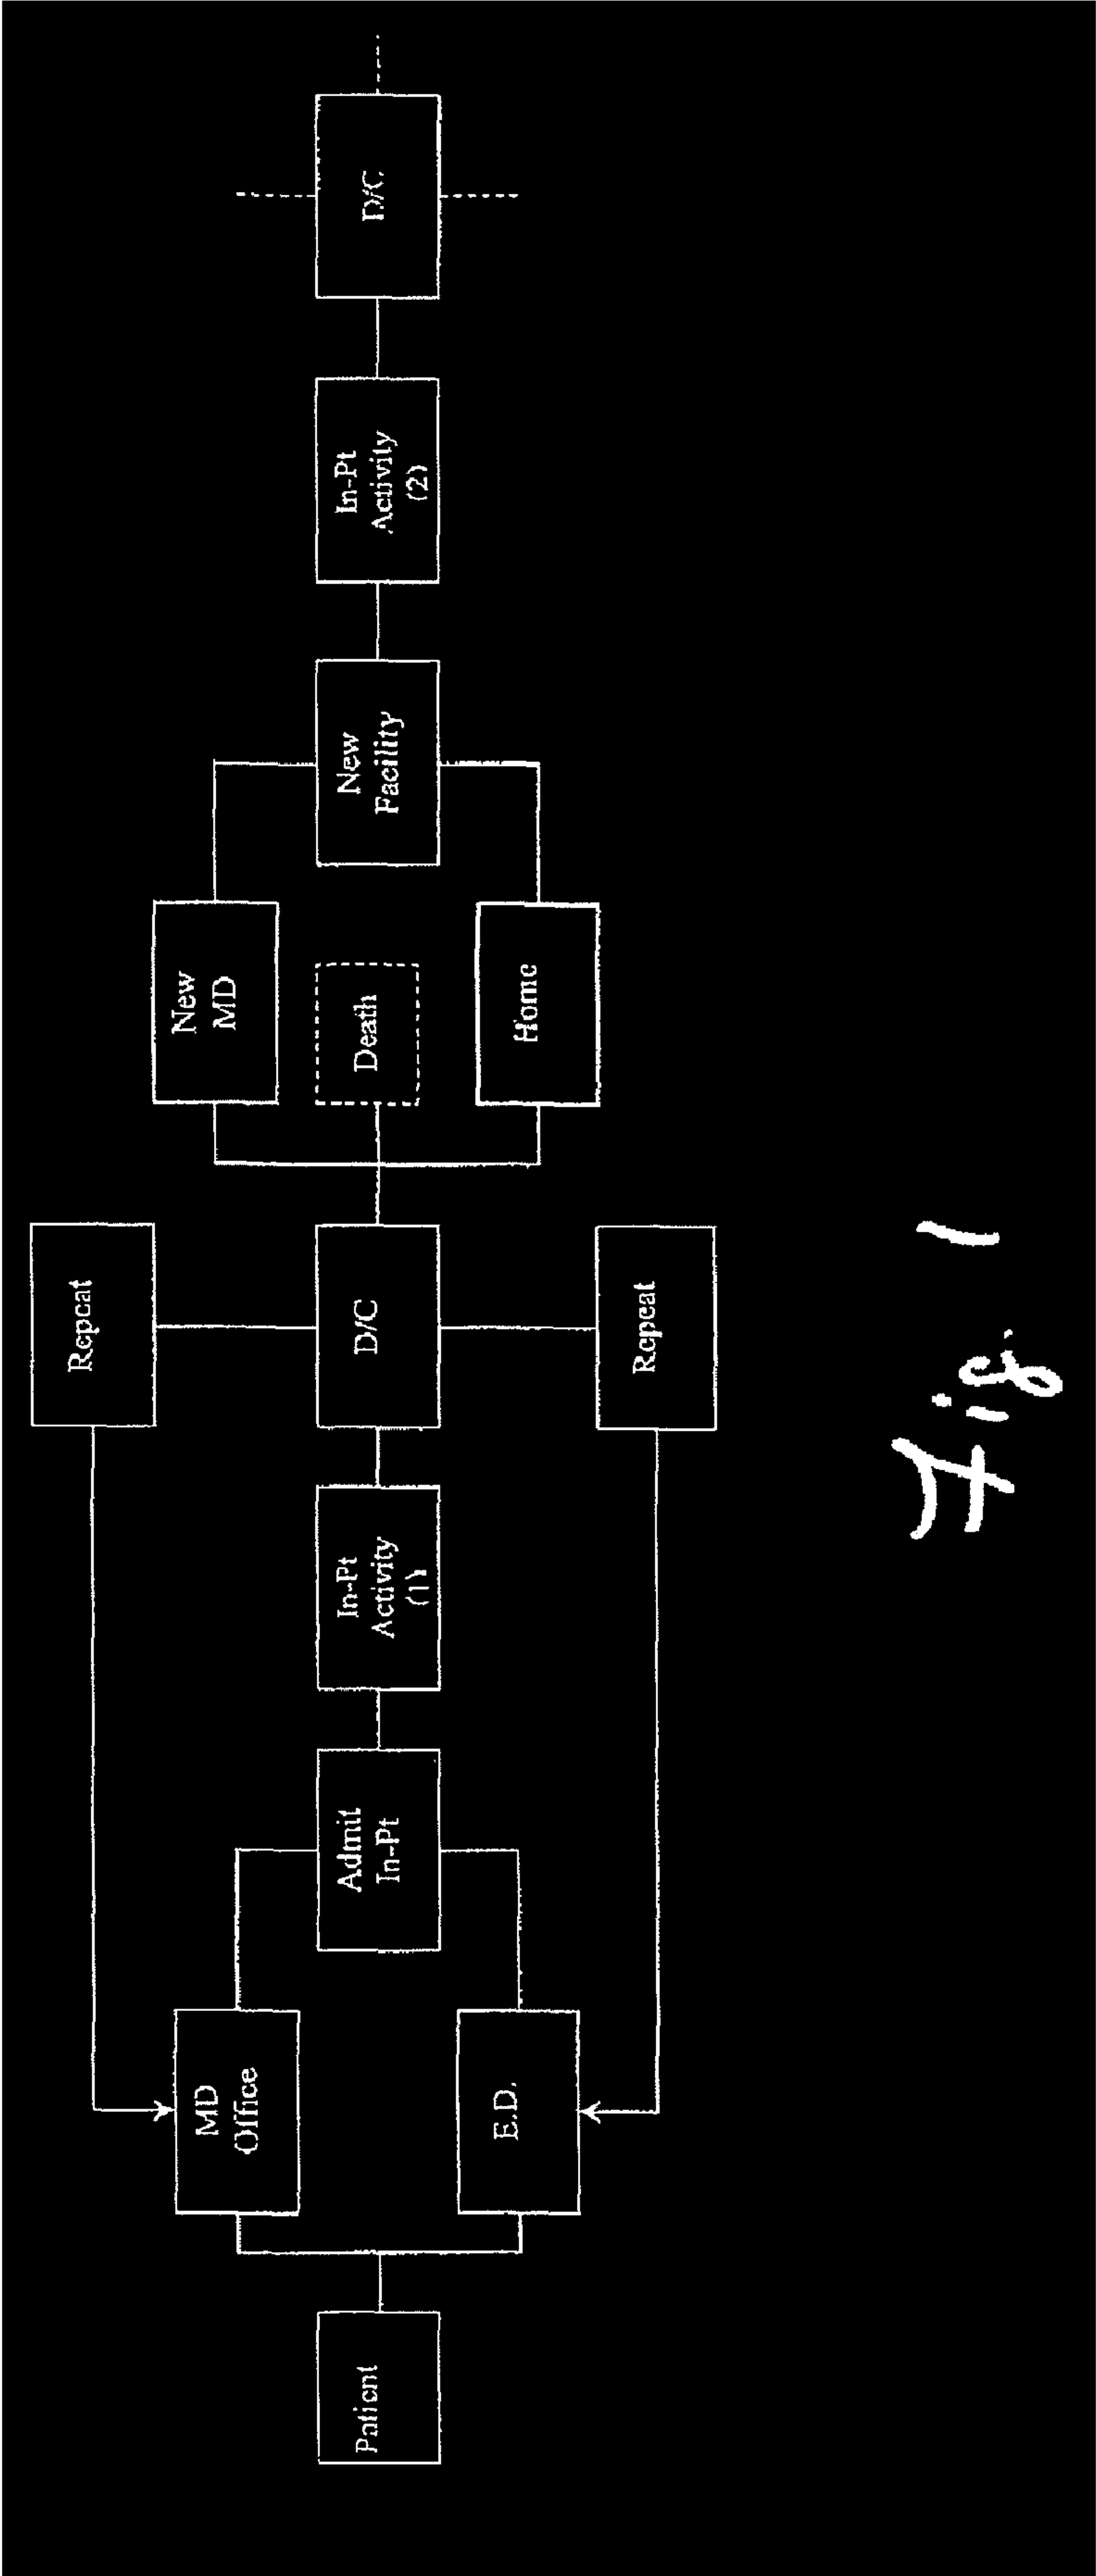 Patient
MD
Office
E.D.
Admit
In-Pt
In-Pt
Activity
(1)
Repeat
D/C
Repeat
New
MD
Death
Home
New
Facility
In-Pt
Activity
(2)
D/C
Fig. 1